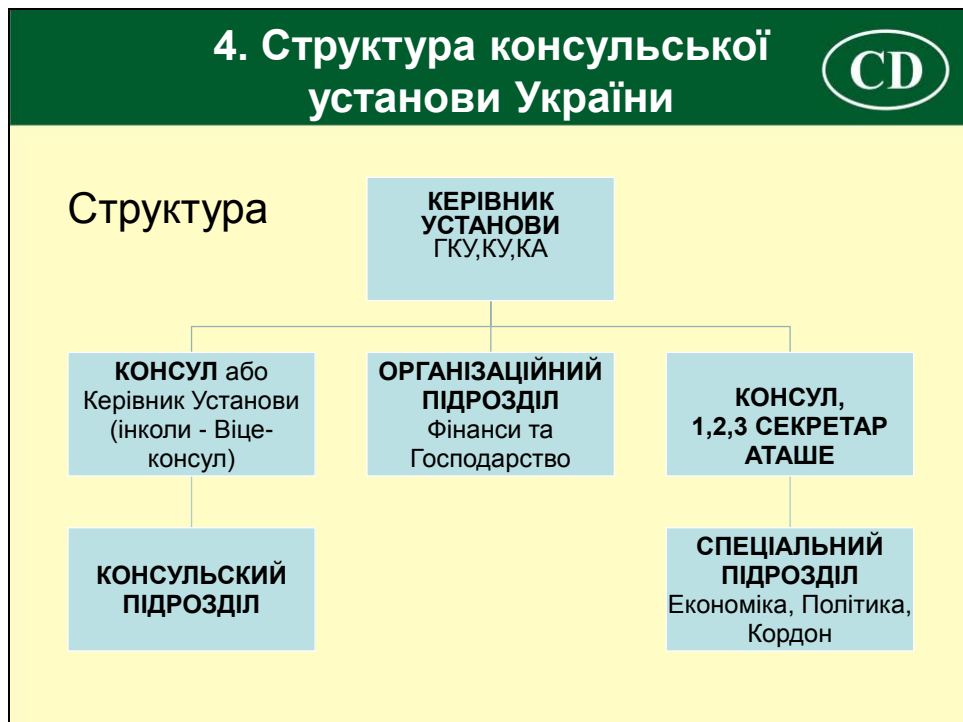 4. Структура консульської
установи України
CD
Структура
КЕРІВНИК
УСТАНОВИ
ГКУ,КУ,КА
КОНСУЛ або
Керівник Установи
(інколи - Віце-
консул)
ОРГАНІЗАЦІЙНИЙ
ПІДРОЗДІЛ
Фінанси та
Господарство
КОНСУЛ,
1,2,3 СЕКРЕТАР
АТАШЕ
КОНСУЛЬСКИЙ
ПІДРОЗДІЛ
СПЕЦІАЛЬНИЙ
ПІДРОЗДІЛ
Економіка, Політика,
Кордон